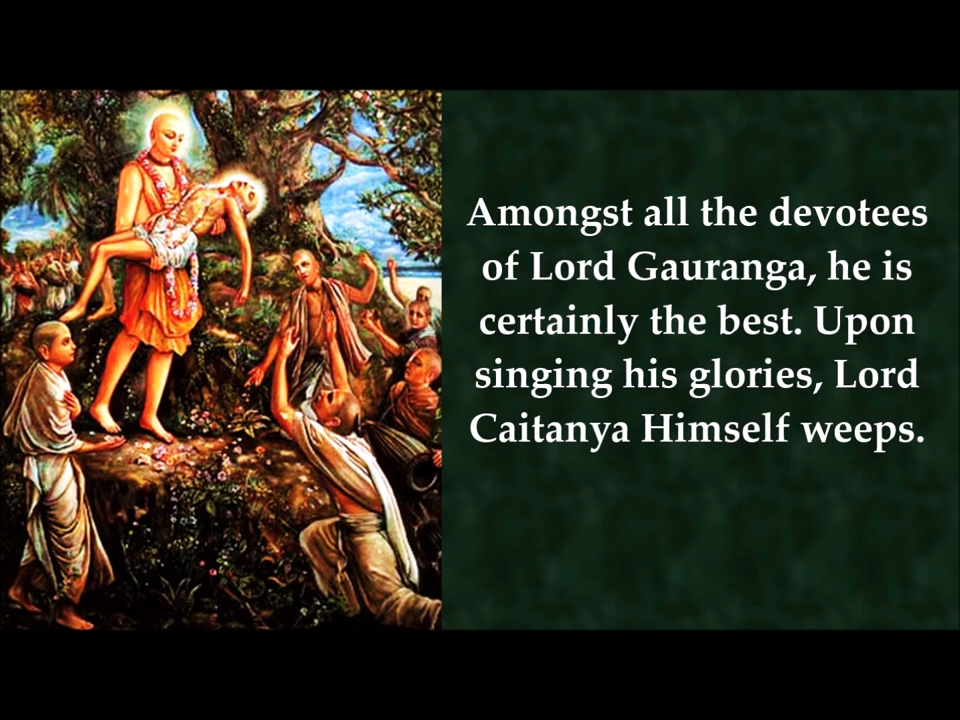 Amongst all the devotees
of Lord Gauranga, he is
certainly the best. Upon
singing his glories, Lord
Caitanya Himself weeps.